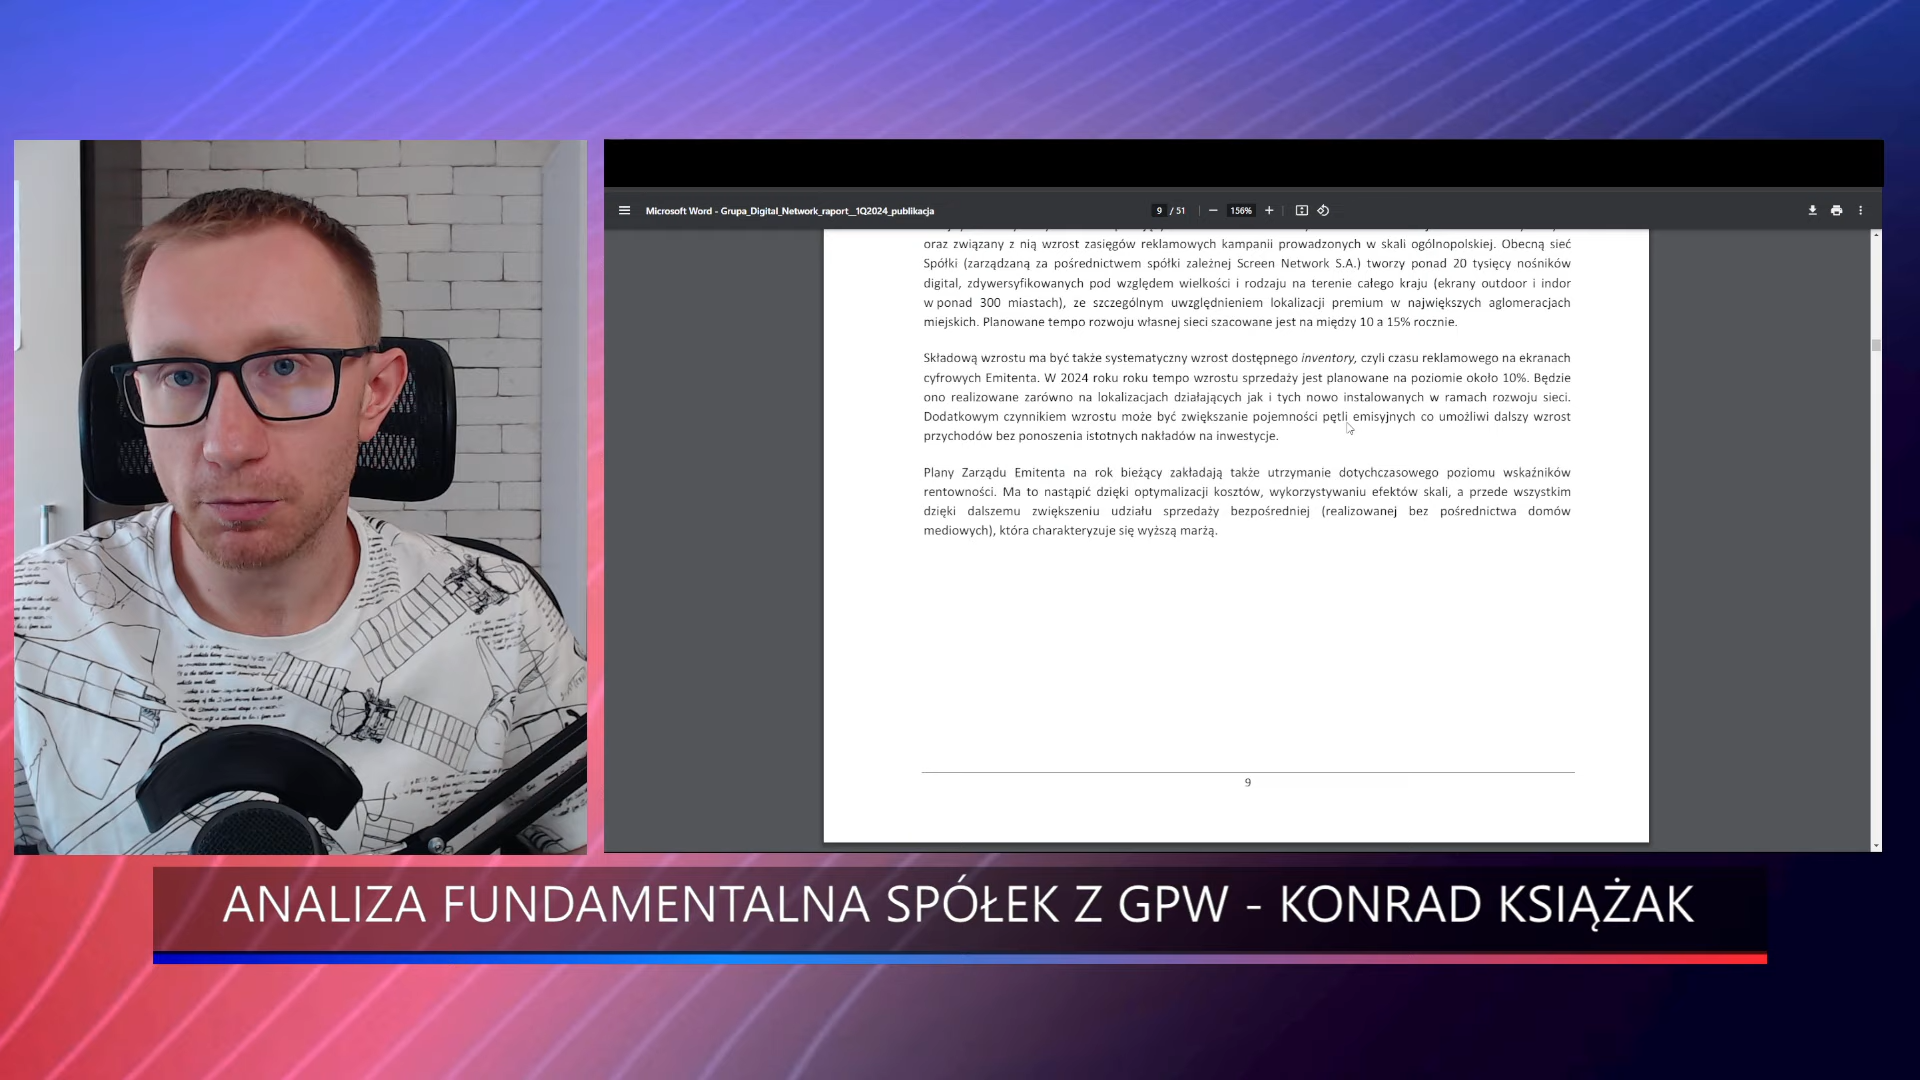 Microsoft Word - Grupa_Digital_Network_raport__1Q2024_publikacja
9 / 51
156%
oraz związany z nią wzrost zasięgów reklamowych kampanii prowadzonych w skali ogólnopolskiej. Obecną sieć
Spółki (zarządzaną za pośrednictwem spółki zależnej Screen Network S.A.) tworzy ponad 20 tysięcy nośników
digital, zdywersyfikowanych pod względem wielkości i rodzaju na terenie całego kraju (ekrany outdoor i indor
w ponad 300 miastach), ze szczególnym uwzględnieniem lokalizacji premium w największych aglomeracjach
miejskich. Planowane tempo rozwoju własnej sieci szacowane jest na między 10 a 15% rocznie.
Składową wzrostu ma być także systematyczny wzrost dostępnego inventory, czyli czasu reklamowego na ekranach
cyfrowych Emitenta. W 2024 roku roku tempo wzrostu sprzedaży jest planowane na poziomie około 10%. Będzie
ono realizowane zarówno na lokalizacjach działających jak i tych nowo instalowanych w ramach rozwoju sieci.
Dodatkowym czynnikiem wzrostu może być zwiększanie pojemności pętli emisyjnych co umożliwi dalszy wzrost
przychodów bez ponoszenia istotnych nakładów na inwestycje.
Plany Zarządu Emitenta na rok bieżący zakładają także utrzymanie dotychczasowego poziomu wskaźników
rentowności. Ma to nastąpić dzięki optymalizacji kosztów, wykorzystywaniu efektów skali, a przede wszystkim
dzięki dalszemu zwiększeniu udziału sprzedaży bezpośredniej (realizowanej bez pośrednictwa domów
mediowych), która charakteryzuje się wyższą marżą.
9
ANALIZA FUNDAMENTALNA SPÓŁEK Z GPW - KONRAD KSIĄŻAK